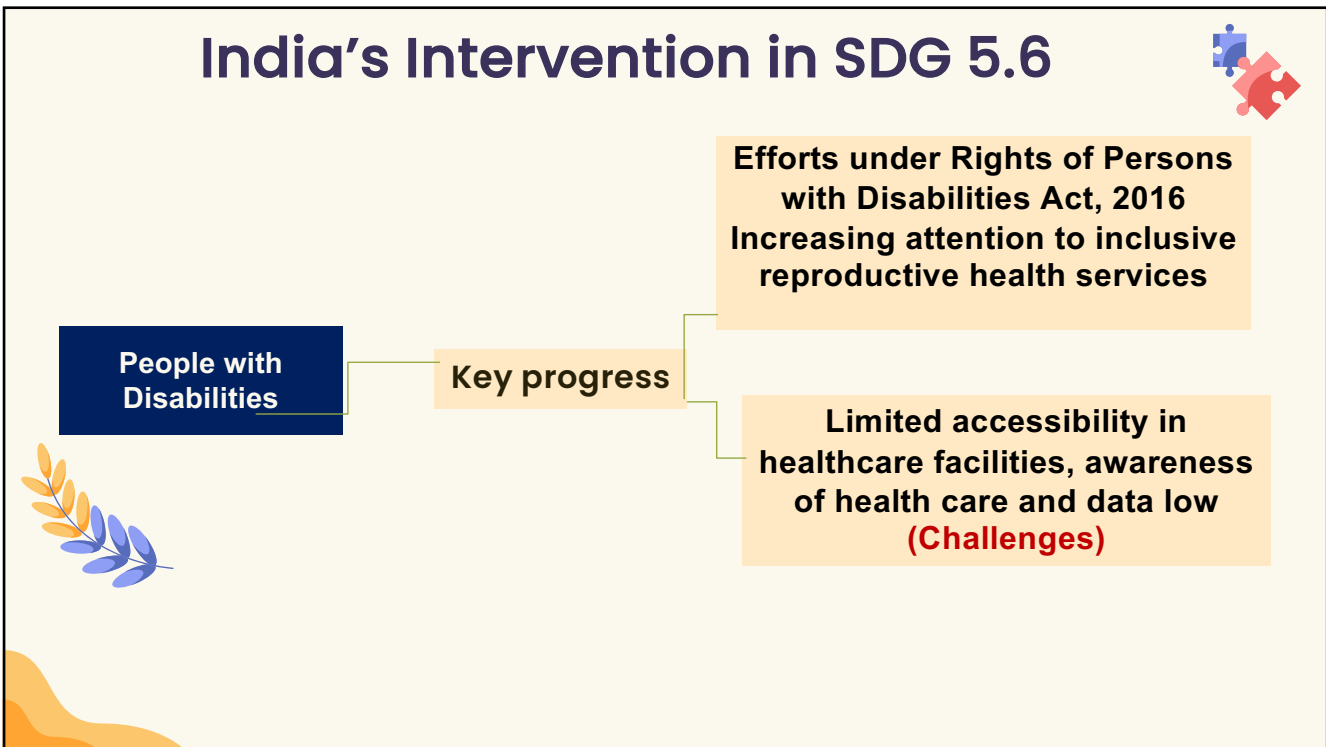 India’s Intervention in SDG 5.6
Efforts under Rights of Persons
with Disabilities Act, 2016
Increasing attention to inclusive
reproductive health services
People with
Disabilities
Key progress
Limited accessibility in
healthcare facilities, awareness
of health care and data low
(Challenges)